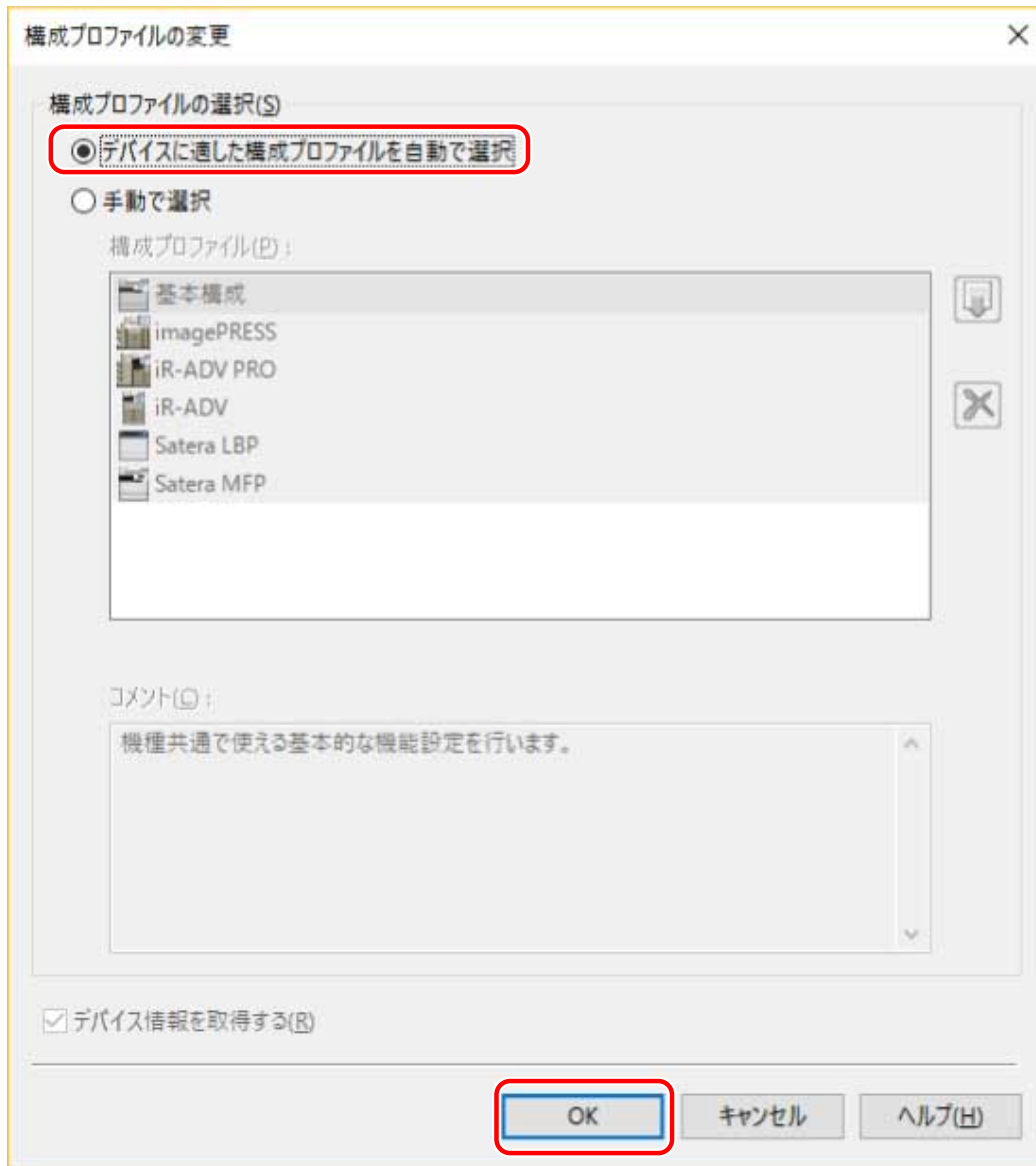 構成プロファイルの変更
構成プロファイルの選択(S)
デバイスに適した構成プロファイルを自動で選択
手動で選択
構成プロファイル(P):
基本構成
imagePRESS
iR-ADV PRO
iR-ADV
Satera LBP
Satera MFP
コメント(C):
機種共通で使える基本的な機能設定を行います。
デバイス情報を取得する(R)
OK キャンセル ヘルプ(H)